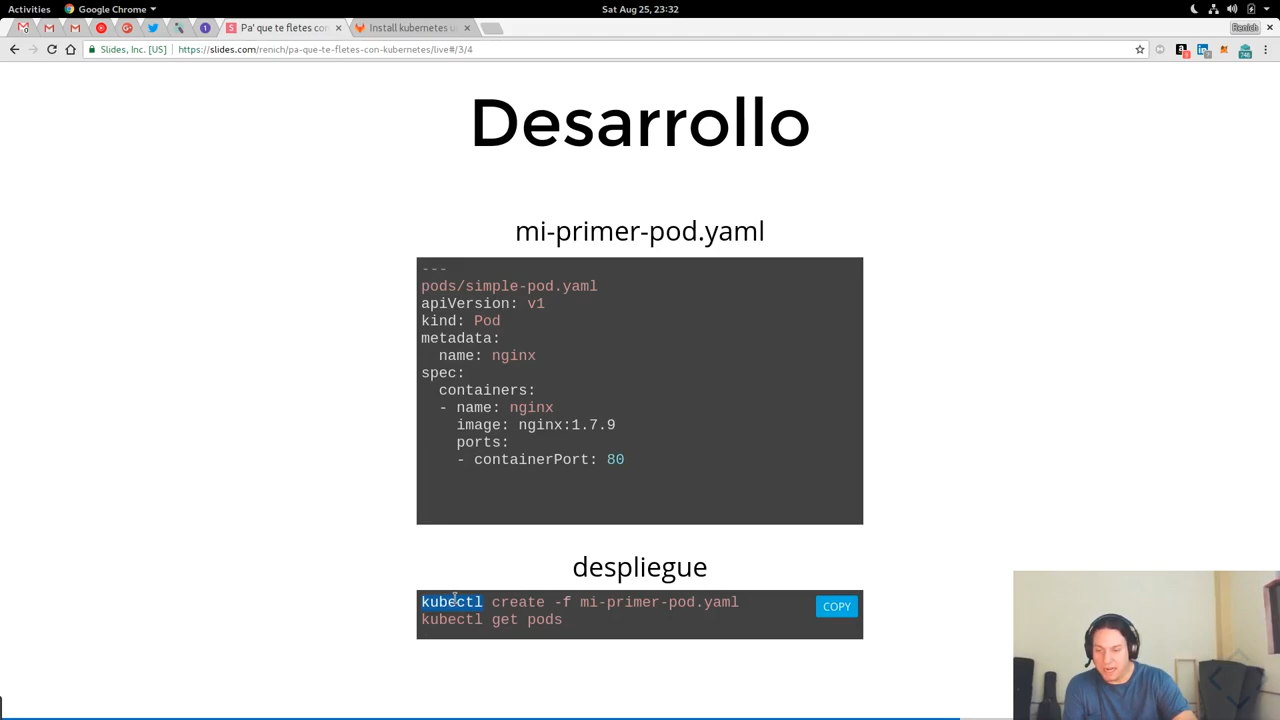 Activities
Google Chrome
Sat Aug 25, 23:32
Pa' que te fletes co
Install kubernetes u
Renich
Slides, Inc. [US]
https://slides.com/renich/pa-que-te-fletes-con-kubernetes/live#/3/4
Desarrollo
mi-primer-pod.yaml
---
pods/simple-pod.yaml
apiVersion: v1
kind: Pod
metadata:
  name: nginx
spec:
  containers:
  - name: nginx
    image: nginx:1.7.9
    ports:
    - containerPort: 80
despliegue
kubectl create -f mi-primer-pod.yaml
COPY
kubectl get pods